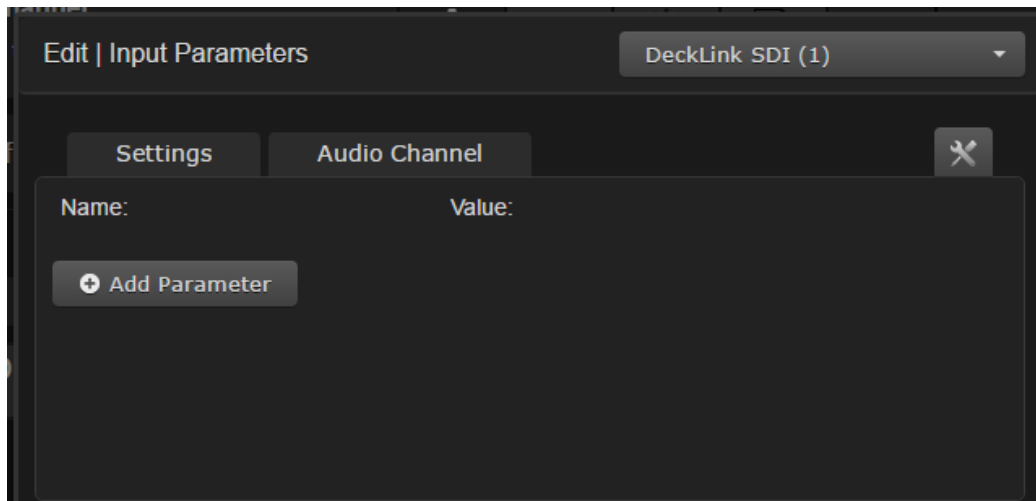 Edit | Input Parameters
DeckLink SDI (1)
Settings
Audio Channel
Name:
Value:
Add Parameter